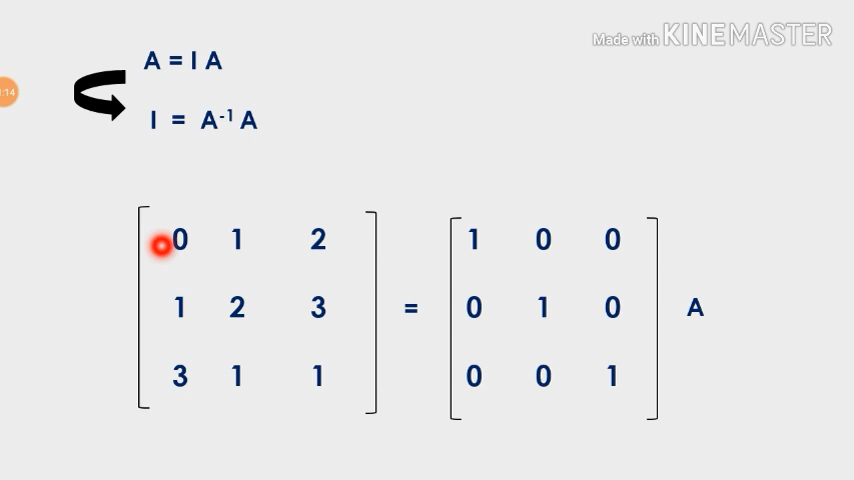 A = I A
Made with KINEMASTER
:14
I = A-1 A
0 1 2 1 0 0
1 2 3 = 0 1 0 A
3 1 1 0 0 1